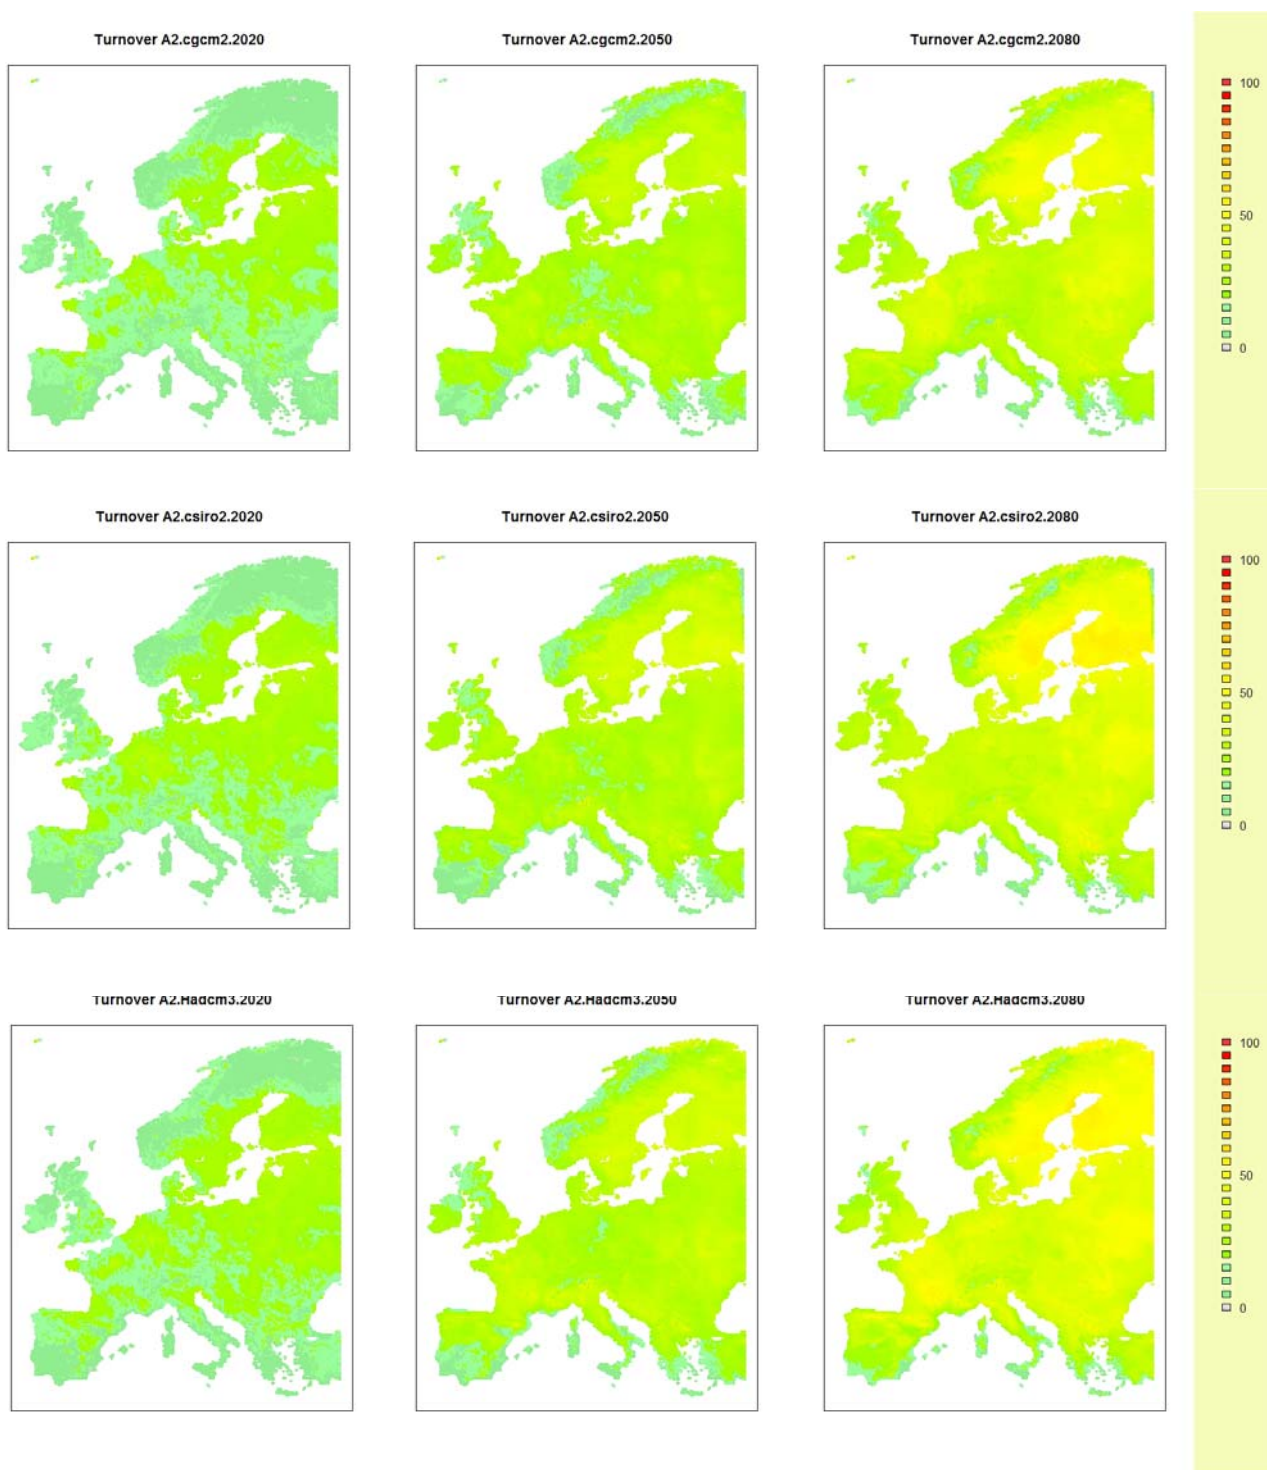 Turnover A2.cgcm2.2020
Turnover A2.cgcm2.2050
Turnover A2.cgcm2.2080
100
50
0
Turnover A2.csiro2.2020
Turnover A2.csiro2.2050
Turnover A2.csiro2.2080
100
50
0
Turnover A2.Hadcm3.2020
Turnover A2.Hadcm3.2050
Turnover A2.Hadcm3.2080
100
50
0